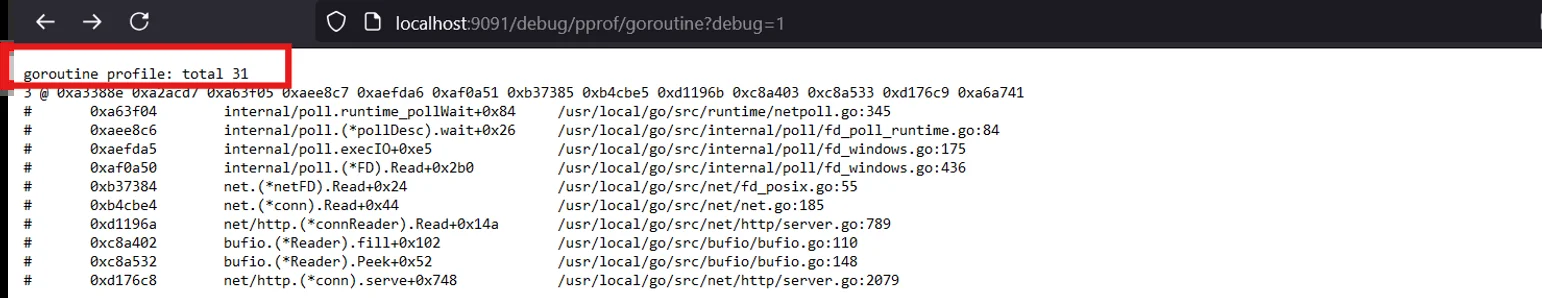 localhost:9091/debug/pprof/goroutine?debug=1
goroutine profile: total 31
3 @ 0xa3388e 0xa2acd7 0xa63f05 0xaee8c7 0xaefda6 0xaf0a51 0xb37385 0xb4cbe5 0xd1196b 0xc8a403 0xc8a533 0xd176c9 0xa6a741
# 0xa63f04 internal/poll.runtime_pollWait+0x84 /usr/local/go/src/runtime/netpoll.go:345
# 0xaee8c6 internal/poll.(*pollDesc).wait+0x26 /usr/local/go/src/internal/poll/fd_poll_runtime.go:84
# 0xaefda5 internal/poll.execIO+0xe5 /usr/local/go/src/internal/poll/fd_windows.go:175
# 0xaf0a50 internal/poll.(*FD).Read+0x2b0 /usr/local/go/src/internal/poll/fd_windows.go:436
# 0xb37384 net.(*netFD).Read+0x24 /usr/local/go/src/net/fd_posix.go:55
# 0xb4cbe4 net.(*conn).Read+0x44 /usr/local/go/src/net/net.go:185
# 0xd1196a net/http.(*connReader).Read+0x14a /usr/local/go/src/net/http/server.go:789
# 0xc8a402 bufio.(*Reader).fill+0x102 /usr/local/go/src/bufio/bufio.go:110
# 0xc8a532 bufio.(*Reader).Peek+0x52 /usr/local/go/src/bufio/bufio.go:148
# 0xd176c8 net/http.(*conn).serve+0x748 /usr/local/go/src/net/http/server.go:2079